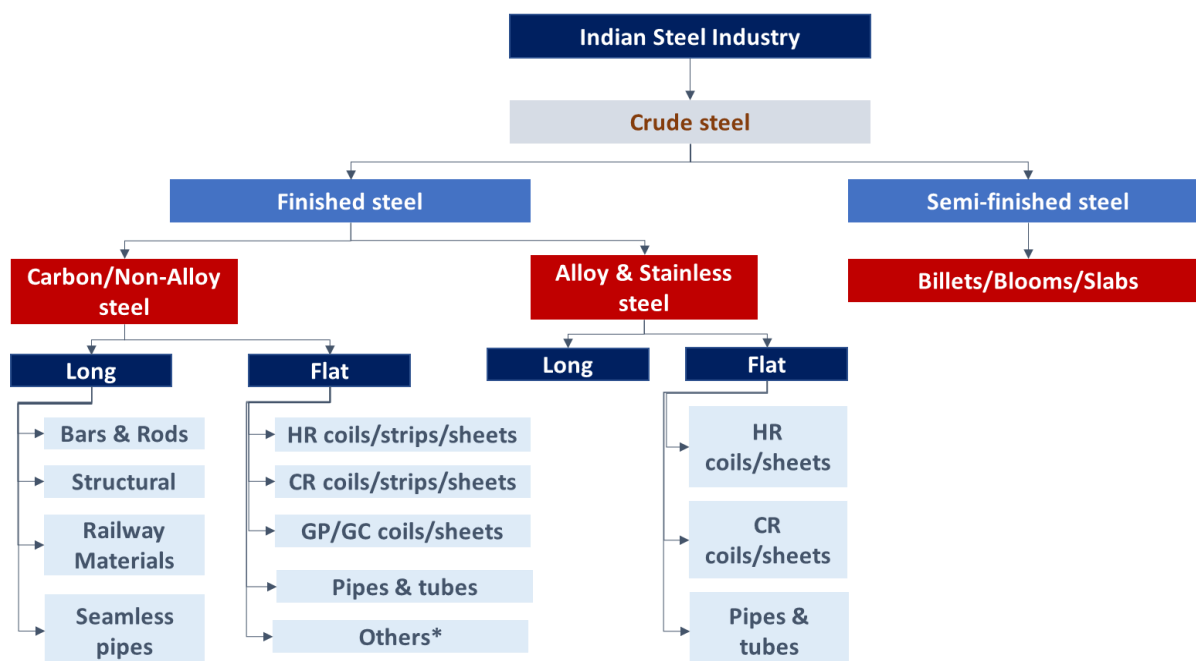 Indian Steel Industry
Crude steel
Finished steel
Semi-finished steel
Carbon/Non-Alloy
steel
Alloy & Stainless
steel
Billets/Blooms/Slabs
Long
Flat
Long
Flat
Bars & Rods
Structural
Railway
Materials
Seamless
pipes
HR coils/strips/sheets
CR coils/strips/sheets
GP/GC coils/sheets
Pipes & tubes
Others*
HR
coils/sheets
CR
coils/sheets
Pipes &
tubes